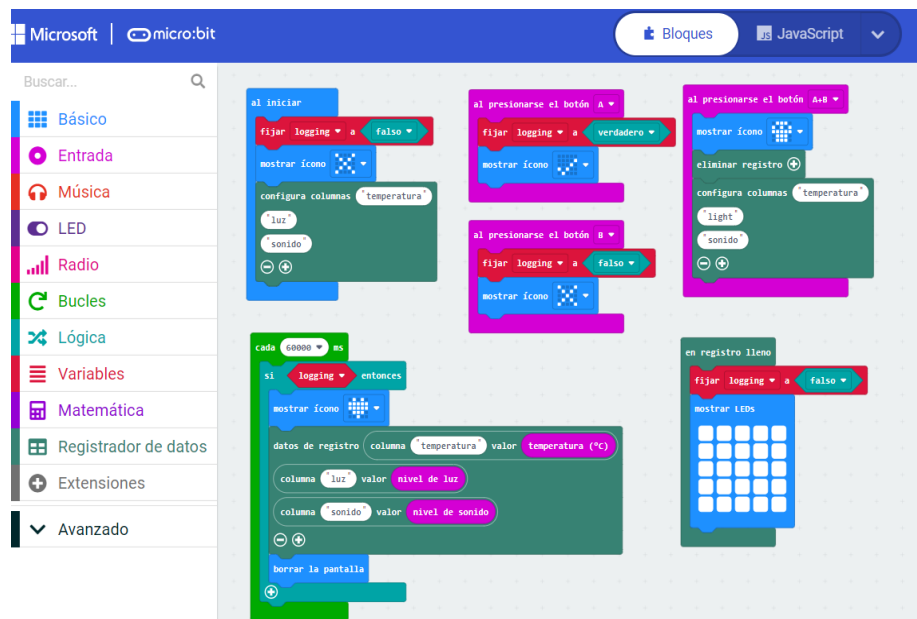 Microsoft micro:bit Bloques JS JavaScript
Buscar...
Básico
Entrada
Música
LED
Radio
Bucles
Lógica
Variables
Matemática
Registrador de datos
Extensiones
Avanzado
al iniciar
fijar logging a falso
mostrar ícono
configura columnas "temperatura"
"luz"
"sonido"
al presionarse el botón A
fijar logging a verdadero
mostrar ícono
al presionarse el botón B
fijar logging a falso
mostrar ícono
al presionarse el botón A+B
mostrar ícono
eliminar registro
configura columnas "temperatura"
"light"
"sonido"
cada 60000 ms
si logging entonces
mostrar ícono
datos de registro columna "temperatura" valor temperatura (°C)
columna "luz" valor nivel de luz
columna "sonido" valor nivel de sonido
borrar la pantalla
en registro lleno
fijar logging a falso
mostrar LEDs